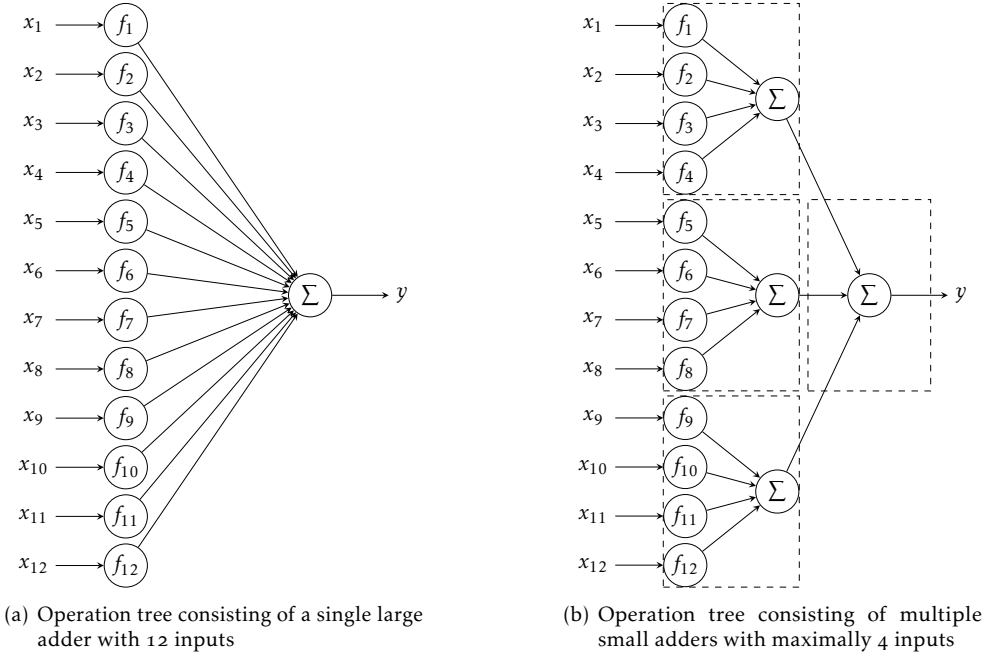 x₁ f₁
x₂ f₂
x₃ f₃
x₄ f₄
x₅ f₅
x₆ f₆
x₇ f₇
x₈ f₈
x₉ f₉
x₁₀ f₁₀
x₁₁ f₁₁
x₁₂ f₁₂
Σ y
(a) Operation tree consisting of a single large
adder with 12 inputs
x₁ f₁
x₂ f₂
Σ
x₃ f₃
x₄ f₄
x₅ f₅
x₆ f₆
Σ Σ y
x₇ f₇
x₈ f₈
x₉ f₉
x₁₀ f₁₀
Σ
x₁₁ f₁₁
x₁₂ f₁₂
(b) Operation tree consisting of multiple
small adders with maximally 4 inputs